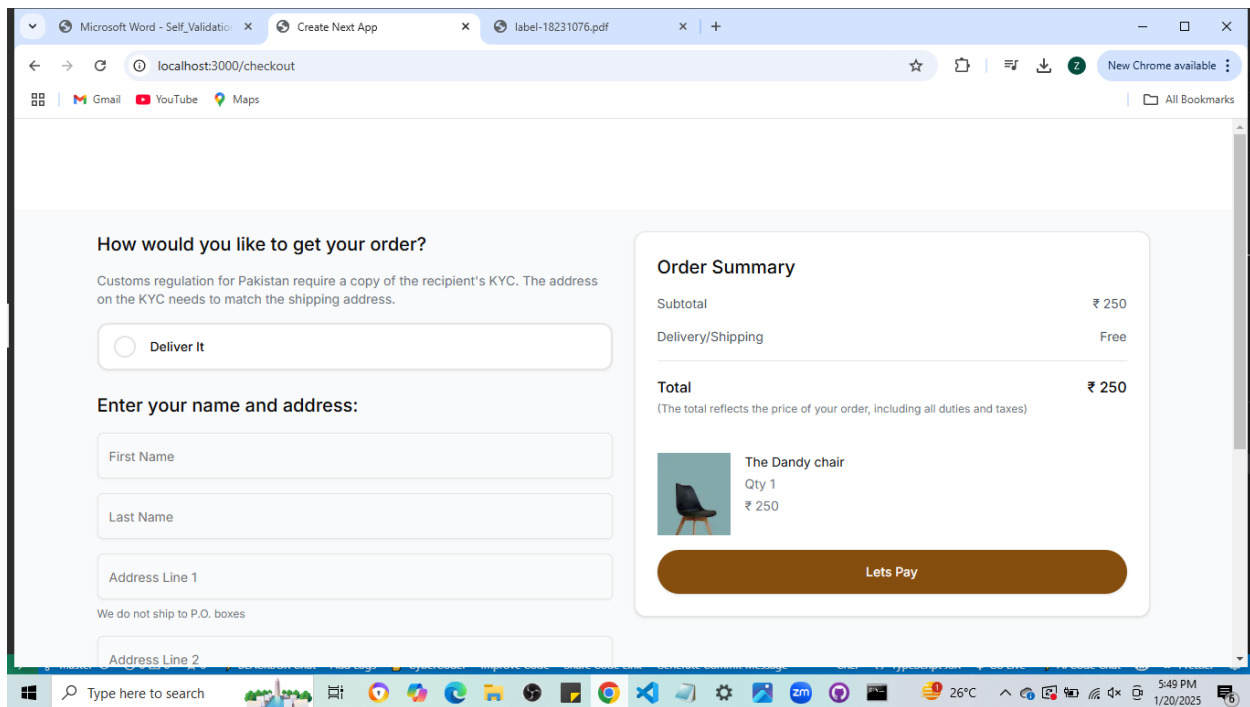 Microsoft Word - Self_Validatio
Create Next App
label-18231076.pdf
localhost:3000/checkout
Z
New Chrome available
Gmail
YouTube
Maps
All Bookmarks
How would you like to get your order?
Customs regulation for Pakistan require a copy of the recipient's KYC. The address
on the KYC needs to match the shipping address.
Deliver It
Enter your name and address:
First Name
Last Name
Address Line 1
We do not ship to P.O. boxes
Address Line 2
Order Summary
Subtotal
₹ 250
Delivery/Shipping
Free
Total
₹ 250
(The total reflects the price of your order, including all duties and taxes)
The Dandy chair
Qty 1
₹ 250
Lets Pay
Type here to search
zm
26°C
5:49 PM
1/20/2025
6